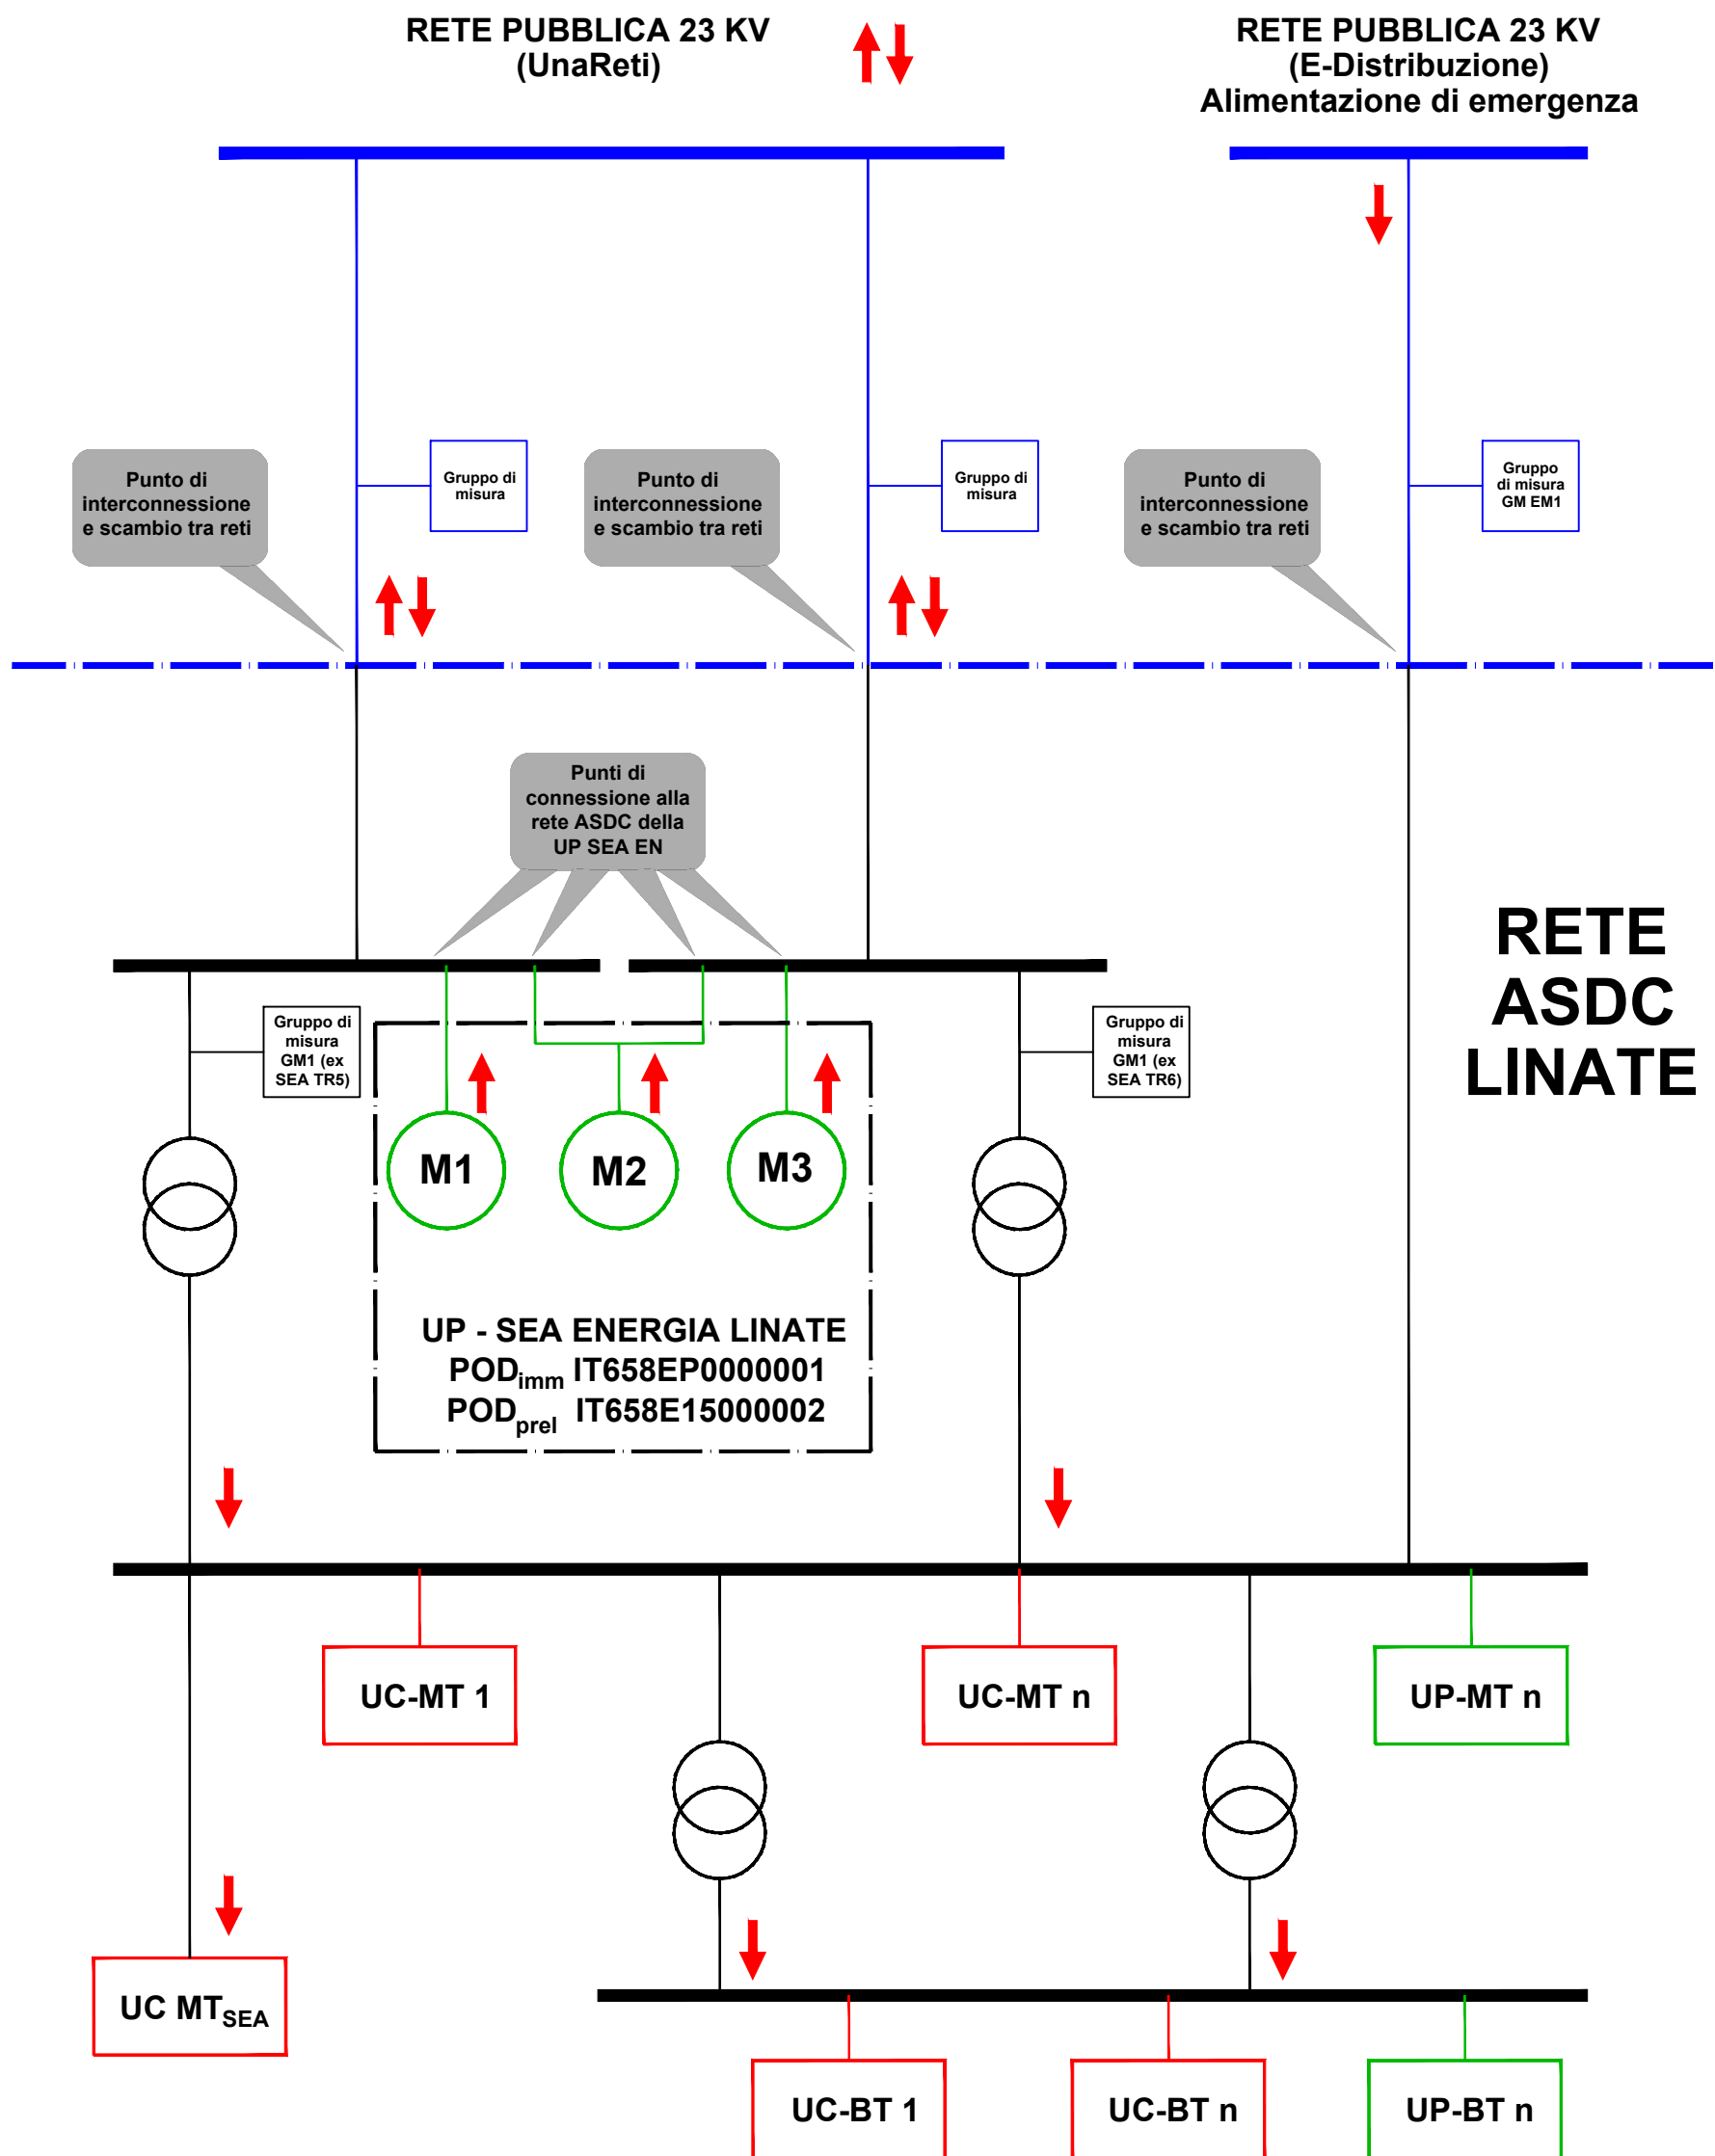 RETE PUBBLICA 23 KV
(UnaReti)
RETE PUBBLICA 23 KV
(E-Distribuzione)
Alimentazione di emergenza
Punto di
interconnessione
e scambio tra reti
Gruppo di
misura
Punto di
interconnessione
e scambio tra reti
Gruppo di
misura
Punto di
interconnessione
e scambio tra reti
Gruppo
di misura
GM EM1
Punti di
connessione alla
rete ASDC della
UP SEA EN
RETE
ASDC
LINATE
Gruppo di
misura
GM1 (ex
SEA TR5)
Gruppo di
misura
GM1 (ex
SEA TR6)
M1
M2
M3
UP - SEA ENERGIA LINATE
PODimm IT658EP0000001
PODprel IT658E15000002
UC-MT 1
UC-MT n
UP-MT n
UC MTSEA
UC-BT 1
UC-BT n
UP-BT n